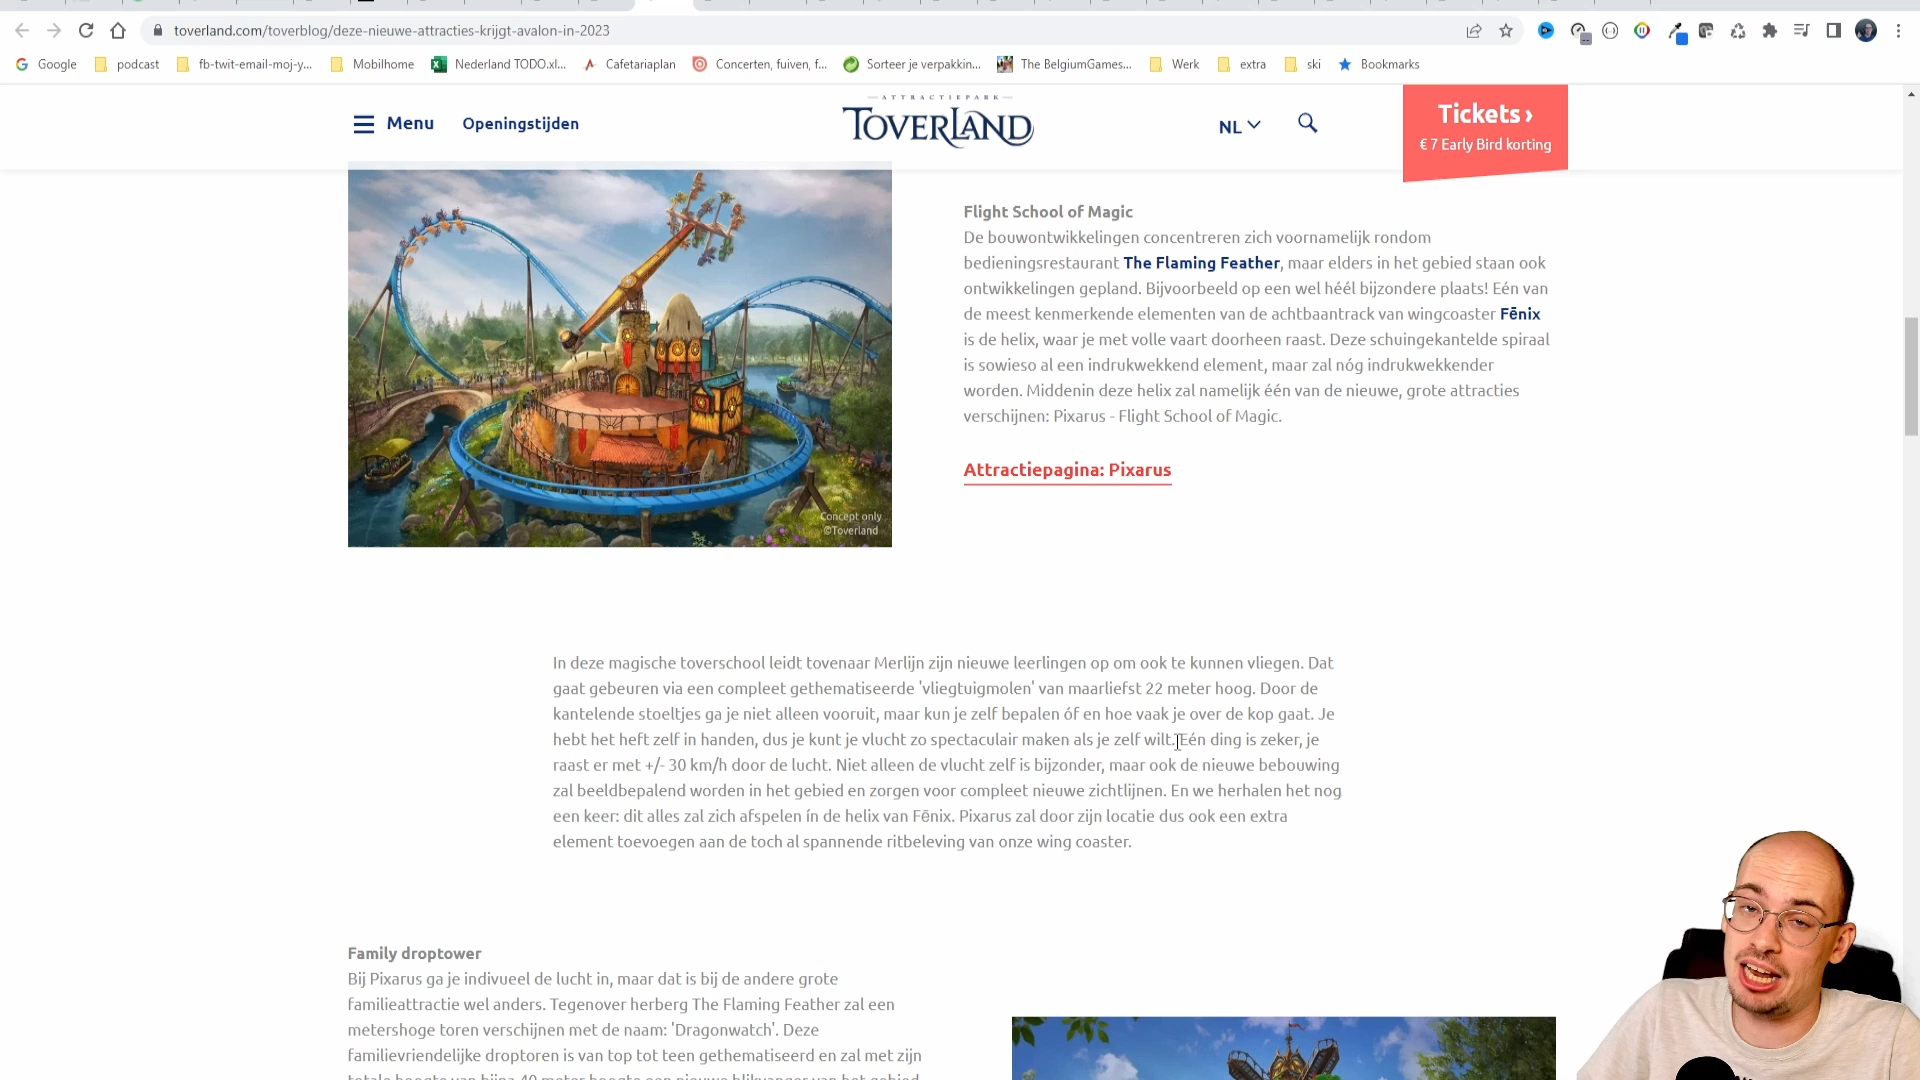 toverland.com/toverblog/deze-nieuwe-attracties-krijgt-avalon-in-2023
Google
podcast
fb-twit-email-moj-y...
Mobilhome
Nederland TODO.xl...
Cafetariaplan
Concerten, fuiven, f...
Sorteer je verpakkin...
The BelgiumGames...
Werk
extra
ski
Bookmarks
Menu
Openingstijden
ATTRACTIEPARK
TOVERLAND
NL
Tickets ›
€ 7 Early Bird korting
Concept only
©Toverland
Flight School of Magic
De bouwontwikkelingen concentreren zich voornamelijk rondom
bedieningsrestaurant The Flaming Feather, maar elders in het gebied staan ook
ontwikkelingen gepland. Bijvoorbeeld op een wel héél bijzondere plaats! Eén van
de meest kenmerkende elementen van de achtbaantrack van wingcoaster Fēnix
is de helix, waar je met volle vaart doorheen raast. Deze schuingekantelde spiraal
is sowieso al een indrukwekkend element, maar zal nóg indrukwekkender
worden. Middenin deze helix zal namelijk één van de nieuwe, grote attracties
verschijnen: Pixarus - Flight School of Magic.
Attractiepagina: Pixarus
In deze magische toverschool leidt tovenaar Merlijn zijn nieuwe leerlingen op om ook te kunnen vliegen. Dat
gaat gebeuren via een compleet gethematiseerde 'vliegtuigmolen' van maarliefst 22 meter hoog. Door de
kantelende stoeltjes ga je niet alleen vooruit, maar kun je zelf bepalen óf en hoe vaak je over de kop gaat. Je
hebt het heft zelf in handen, dus je kunt je vlucht zo spectaculair maken als je zelf wilt. Eén ding is zeker, je
raast er met +/- 30 km/h door de lucht. Niet alleen de vlucht zelf is bijzonder, maar ook de nieuwe bebouwing
zal beeldbepalend worden in het gebied en zorgen voor compleet nieuwe zichtlijnen. En we herhalen het nog
een keer: dit alles zal zich afspelen ín de helix van Fēnix. Pixarus zal door zijn locatie dus ook een extra
element toevoegen aan de toch al spannende ritbeleving van onze wing coaster.
Family droptower
Bij Pixarus ga je indivueel de lucht in, maar dat is bij de andere grote
familieattractie wel anders. Tegenover herberg The Flaming Feather zal een
metershoge toren verschijnen met de naam: 'Dragonwatch'. Deze
familievriendelijke droptoren is van top tot teen gethematiseerd en zal met zijn
totale hoogte van bijna 40 meter hoogte een nieuwe blikvanger van het gebied